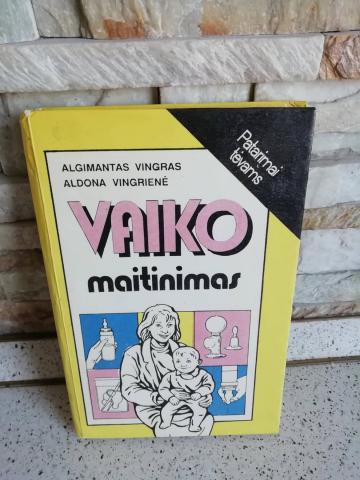 Patarimai
tėvams
ALGIMANTAS VINGRAS
ALDONA VINGRIENĖ
VAIKO
maitinimas